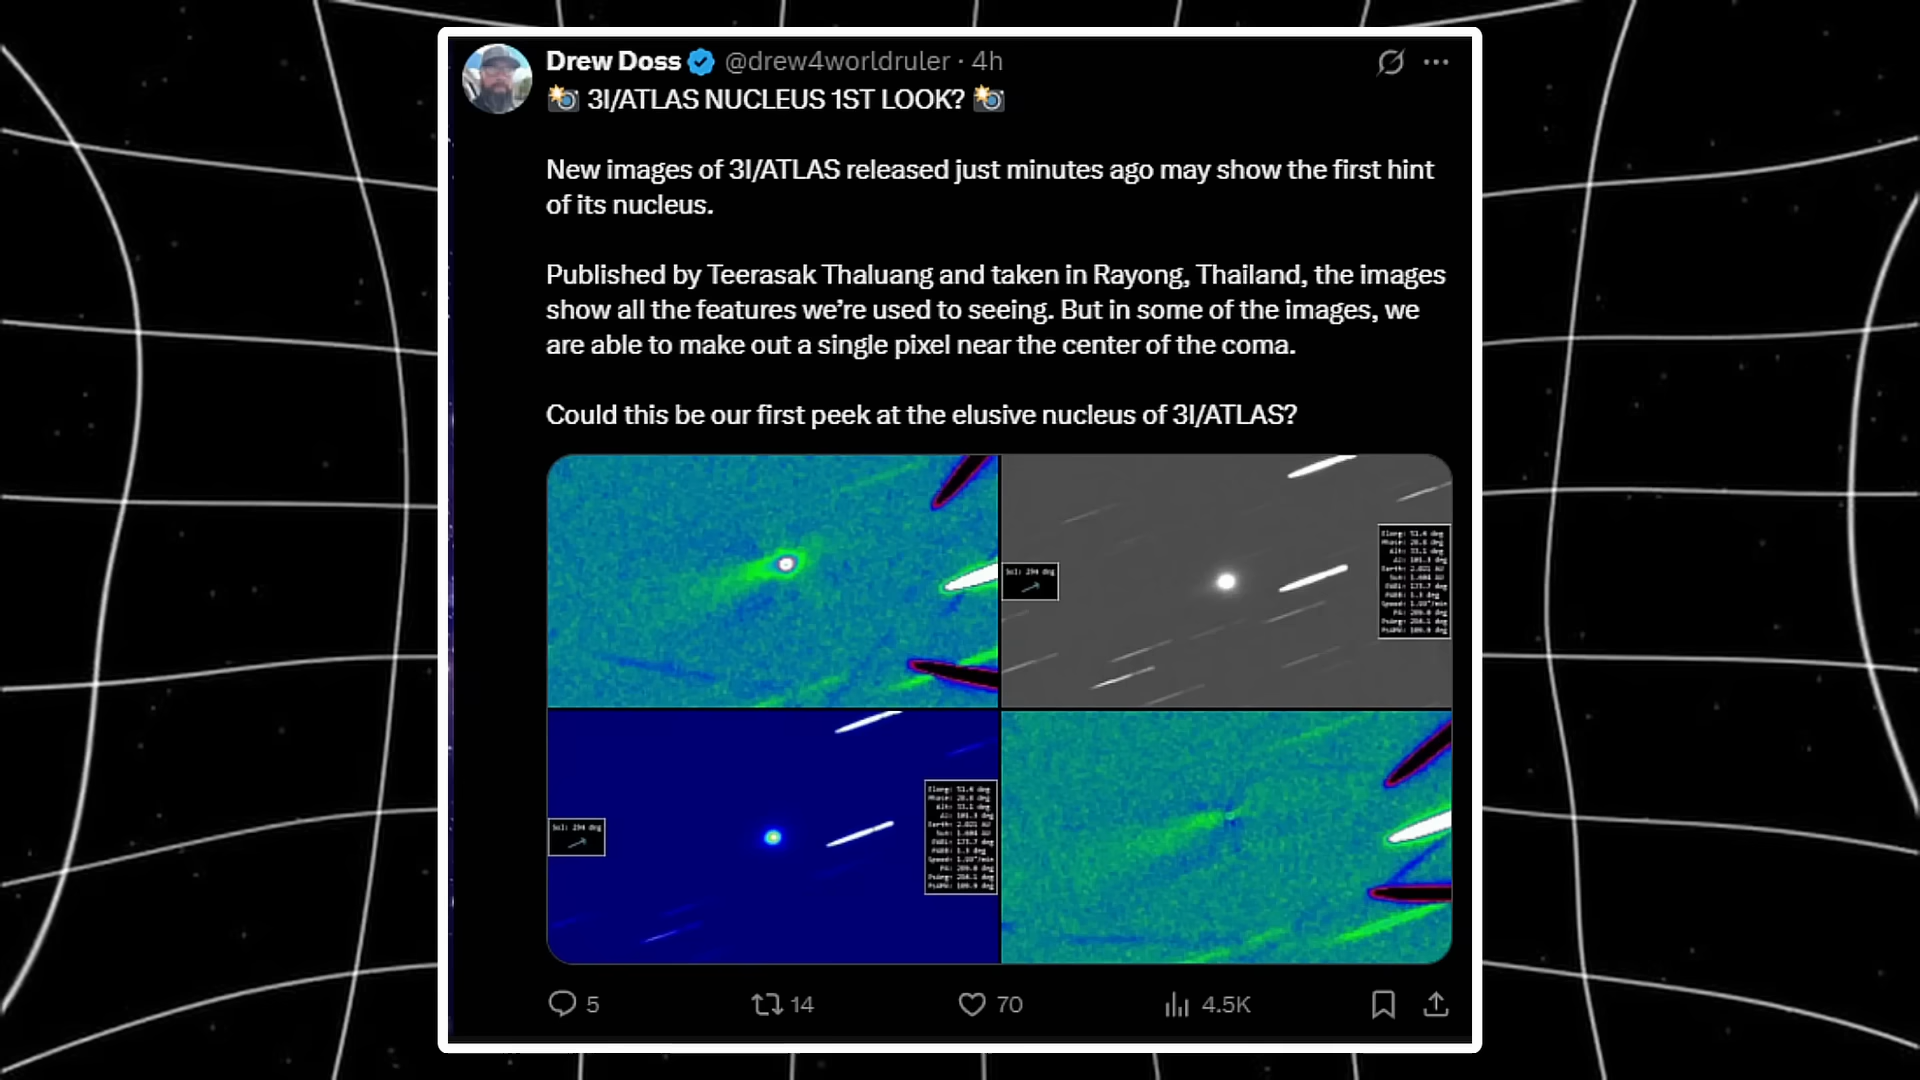 Drew Doss @drew4worldruler · 4h
📸 3I/ATLAS NUCLEUS 1ST LOOK? 📸
New images of 3I/ATLAS released just minutes ago may show the first hint
of its nucleus.
Published by Teerasak Thaluang and taken in Rayong, Thailand, the images
show all the features we’re used to seeing. But in some of the images, we
are able to make out a single pixel near the center of the coma.
Could this be our first peek at the elusive nucleus of 3I/ATLAS?
5 14 70 4.5K